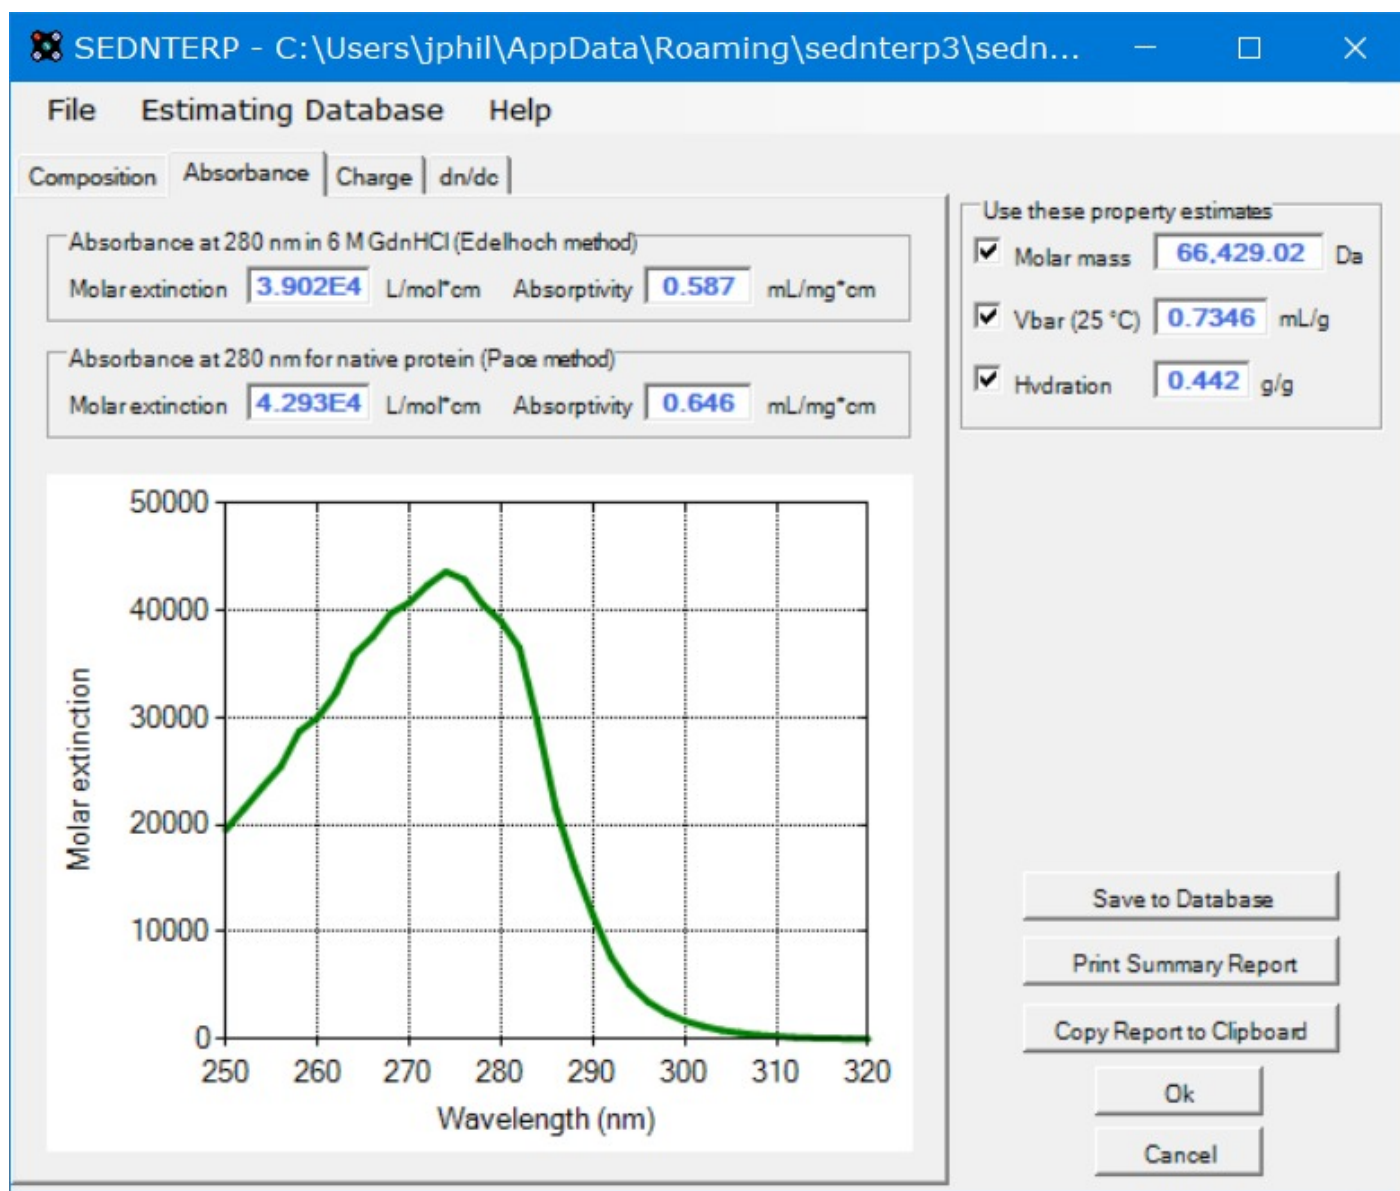 SEDNTERP - C:\Users\jphil\AppData\Roaming\sednterp3\sedn...
File Estimating Database Help
Composition Absorbance Charge dn/dc
Absorbance at 280 nm in 6 M GdnHCl (Edelhoch method)
Molar extinction 3.902E4 L/mol*cm Absorptivity 0.587 mL/mg*cm
Absorbance at 280 nm for native protein (Pace method)
Molar extinction 4.293E4 L/mol*cm Absorptivity 0.646 mL/mg*cm
Use these property estimates
Molar mass 66,429.02 Da
Vbar (25 °C) 0.7346 mL/g
Hydration 0.442 g/g
50000
40000
30000
20000
10000
0
Molar extinction
250 260 270 280 290 300 310 320
Wavelength (nm)
Save to Database
Print Summary Report
Copy Report to Clipboard
Ok
Cancel